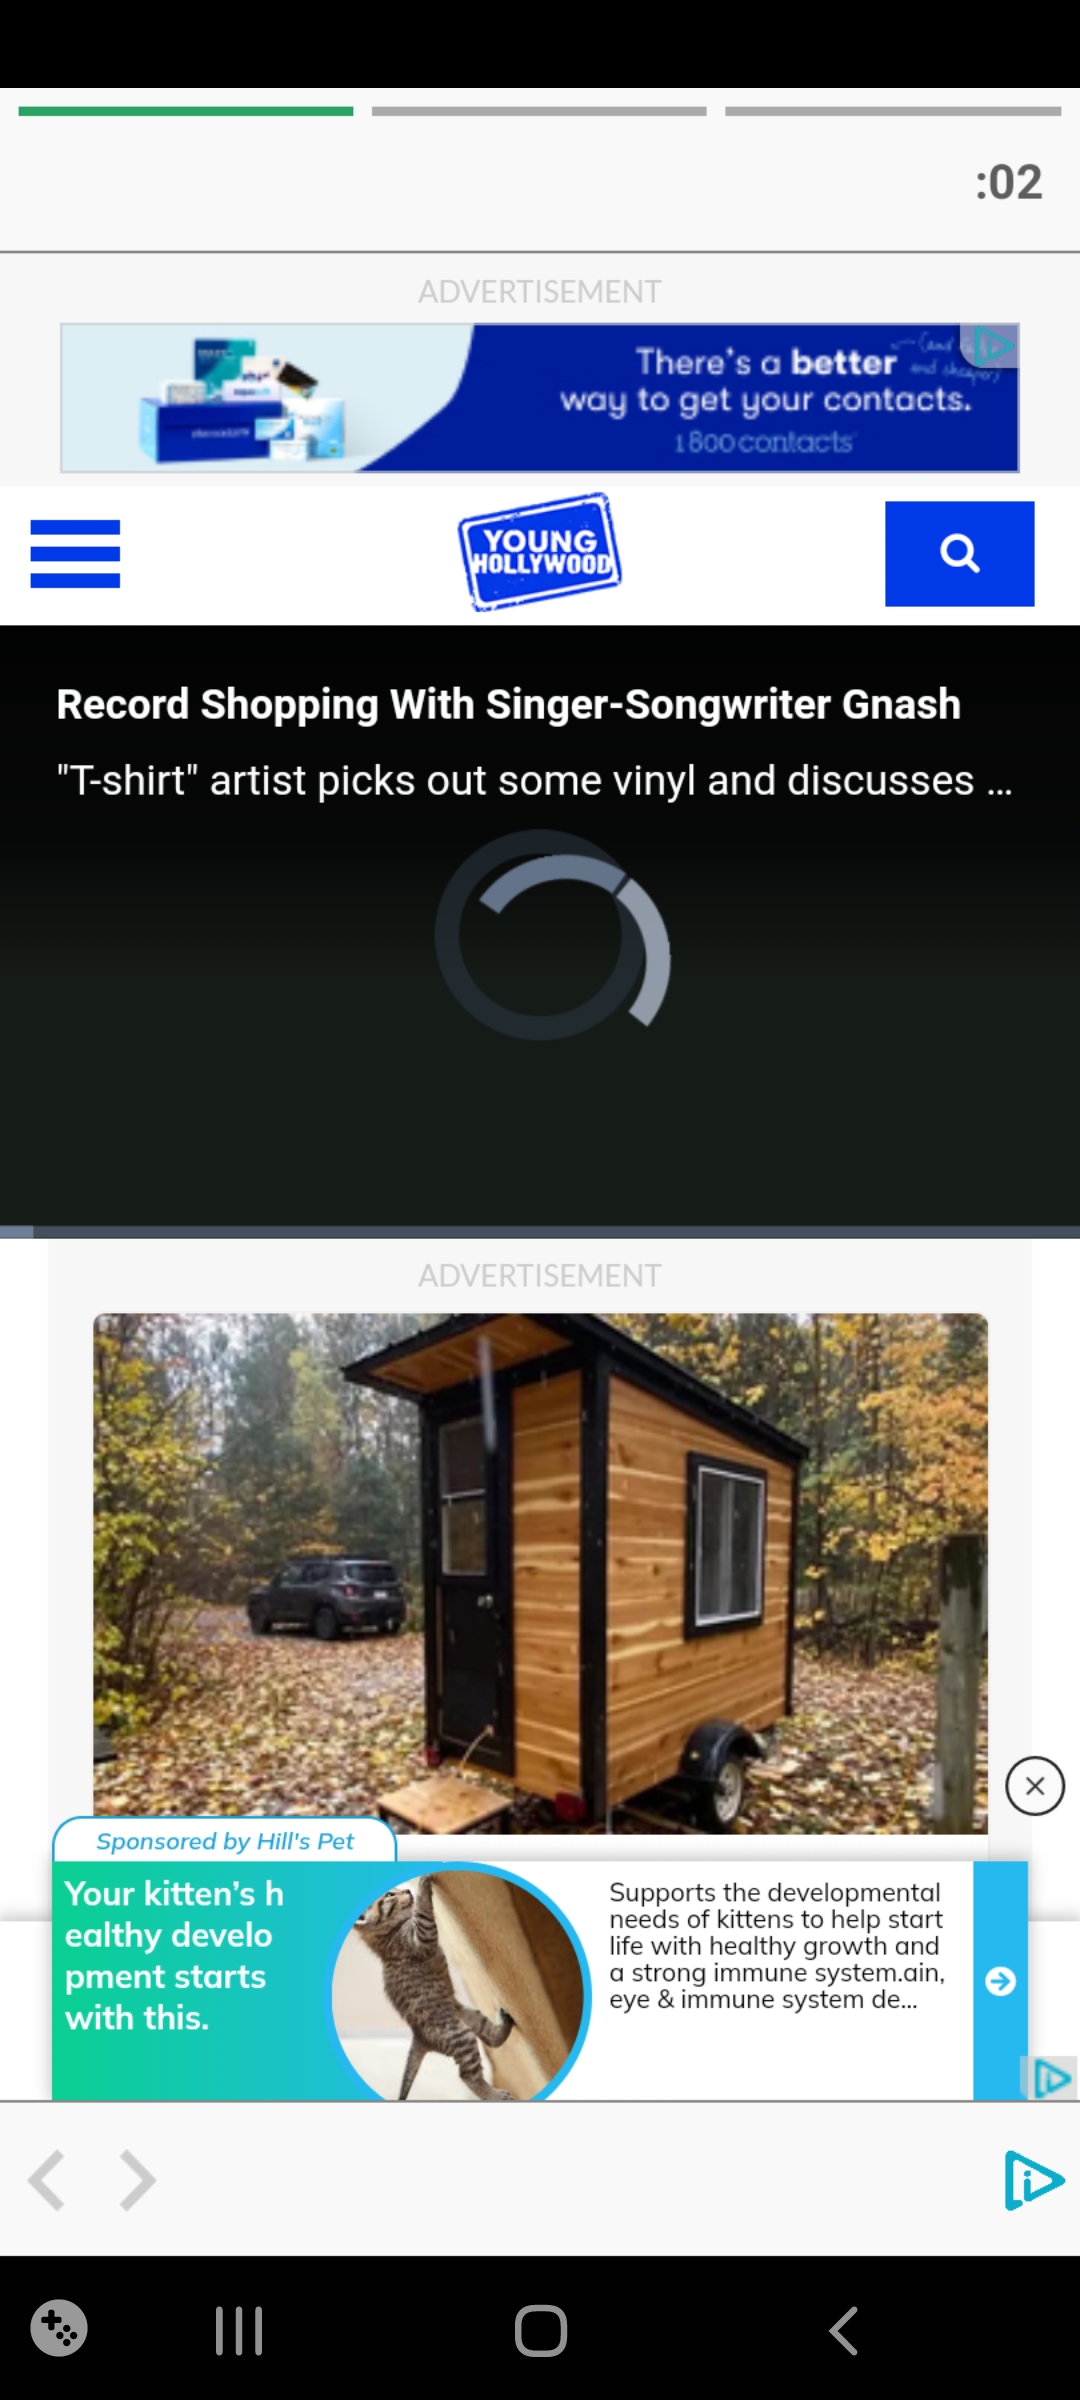 :02
ADVERTISEMENT
There's a better
way to get your contacts.
1 800 contacts
YOUNG
HOLLYWOOD
Record Shopping With Singer-Songwriter Gnash
"T-shirt" artist picks out some vinyl and discusses ...
ADVERTISEMENT
Sponsored by Hill's Pet
Your kitten's h
ealthy develo
pment starts
with this.
Supports the developmental
needs of kittens to help start
life with healthy growth and
a strong immune system.ain,
eye & immune system de...